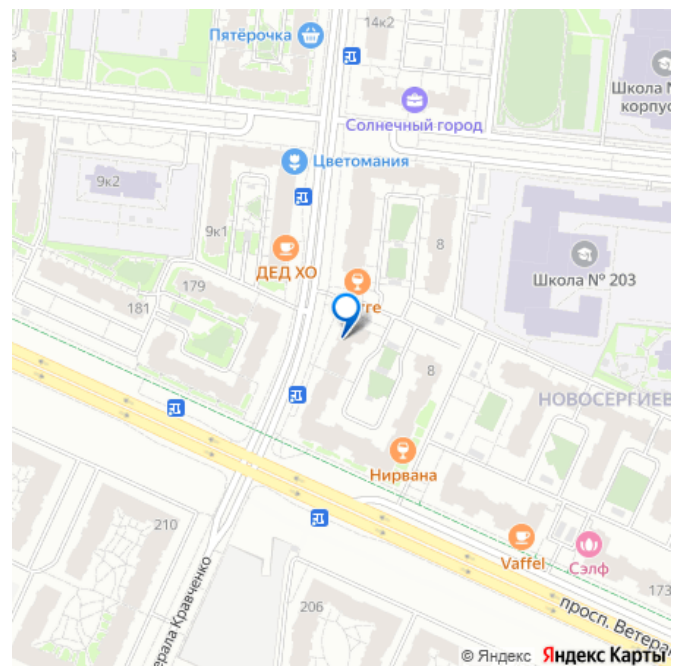 14к2
Пятёрочка
Школа №
корпус
Солнечный город
Цветомания
9к2
9к1
8
ДЕД ХО
Школа № 203
179
181
8
НОВОСЕРГИЕВ
Нирвана
210
Vaffel
Сэлф
173
206
ерала Кравченко
просп. Ветера
© Яндекс Яндекс Карты